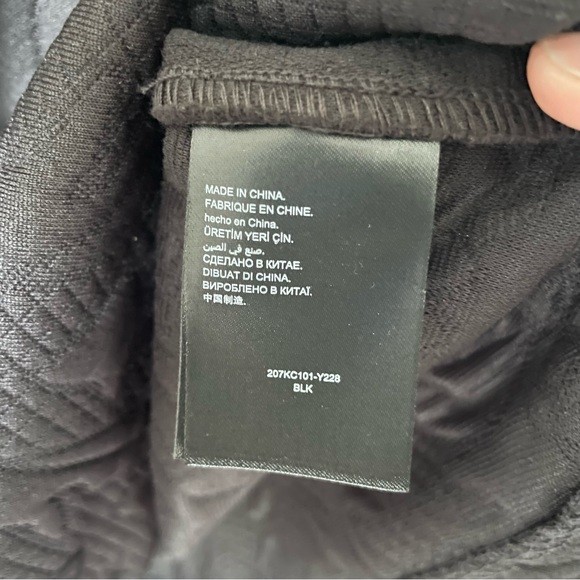 MADE IN CHINA.
FABRIQUE EN CHINE.
hecho en China.
ÜRETİM YERİ ÇİN.
صنع في الصين.
СДЕЛАНО В КИТАЕ.
DIBUAT DI CHINA.
ВИРОБЛЕНО В КИТАЇ.
中国制造.
207KC101-Y228
BLK